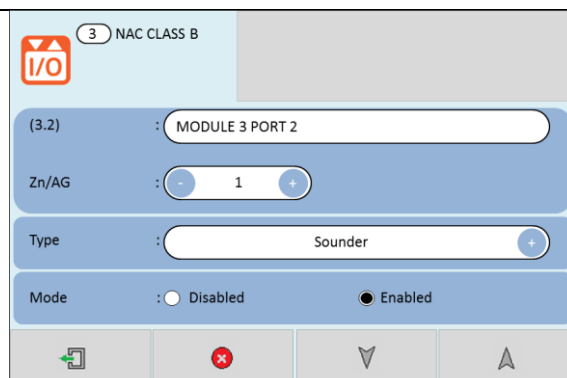 3 NAC CLASS B
I/O
(3.2) : MODULE 3 PORT 2
Zn/AG : - 1 +
Type : Sounder +
Mode : Disabled Enabled